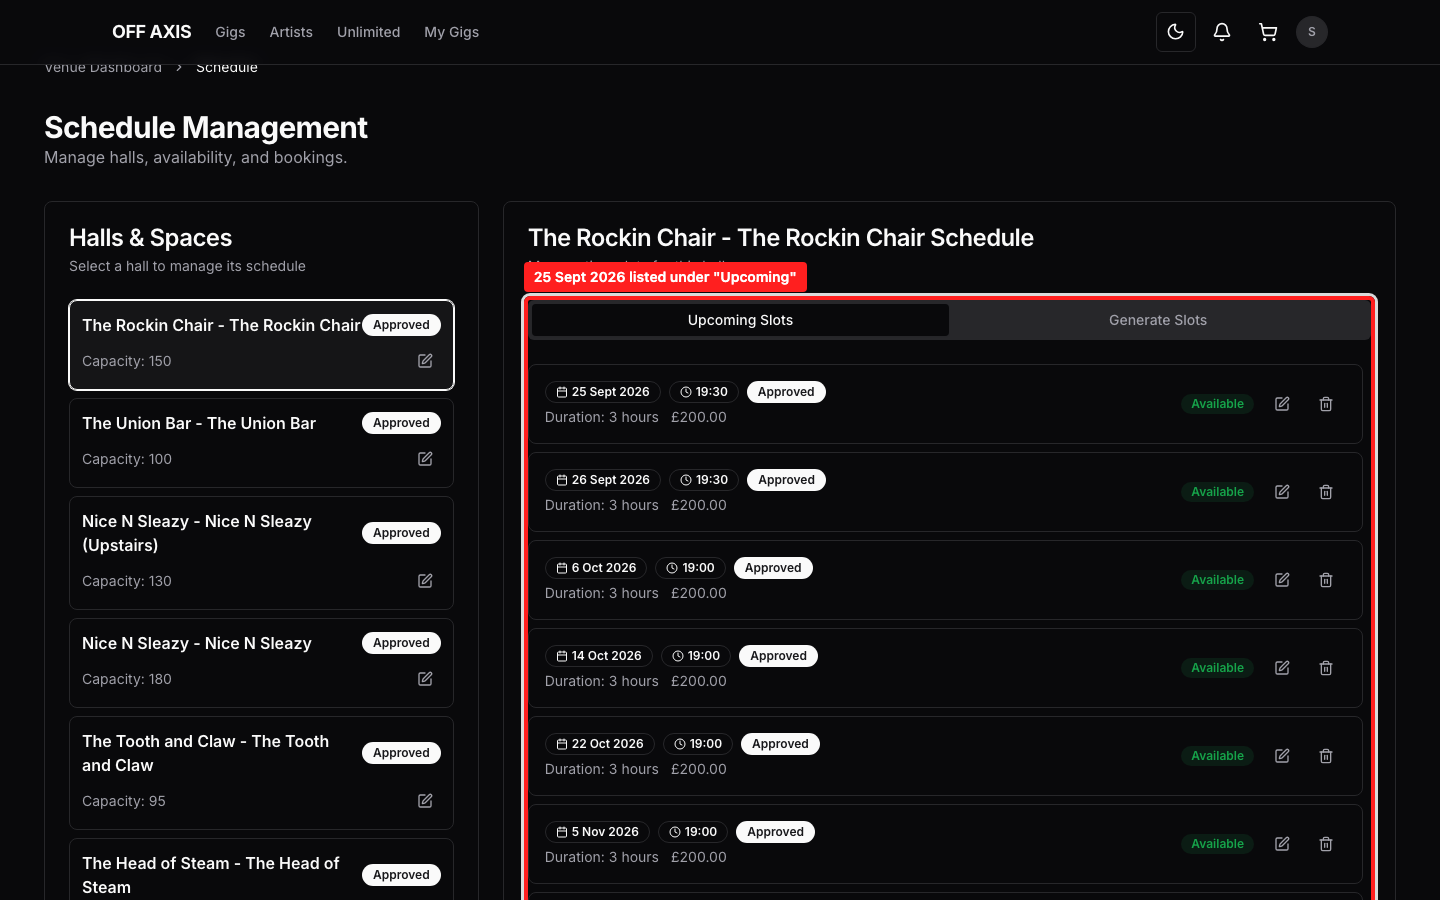 OFF AXIS Gigs Artists Unlimited My Gigs S
Venue Dashboard > Schedule
Schedule Management
Manage halls, availability, and bookings.
Halls & Spaces
Select a hall to manage its schedule
The Rockin Chair - The Rockin Chair Approved
Capacity: 150
The Union Bar - The Union Bar Approved
Capacity: 100
Nice N Sleazy - Nice N Sleazy
(Upstairs)
Approved
Capacity: 130
Nice N Sleazy - Nice N Sleazy Approved
Capacity: 180
The Tooth and Claw - The Tooth
and Claw
Approved
Capacity: 95
The Head of Steam - The Head of
Steam
Approved
The Rockin Chair - The Rockin Chair Schedule
25 Sept 2026 listed under "Upcoming"
Upcoming Slots Generate Slots
25 Sept 2026 19:30 Approved
Duration: 3 hours £200.00
Available
26 Sept 2026 19:30 Approved
Duration: 3 hours £200.00
Available
6 Oct 2026 19:00 Approved
Duration: 3 hours £200.00
Available
14 Oct 2026 19:00 Approved
Duration: 3 hours £200.00
Available
22 Oct 2026 19:00 Approved
Duration: 3 hours £200.00
Available
5 Nov 2026 19:00 Approved
Duration: 3 hours £200.00
Available